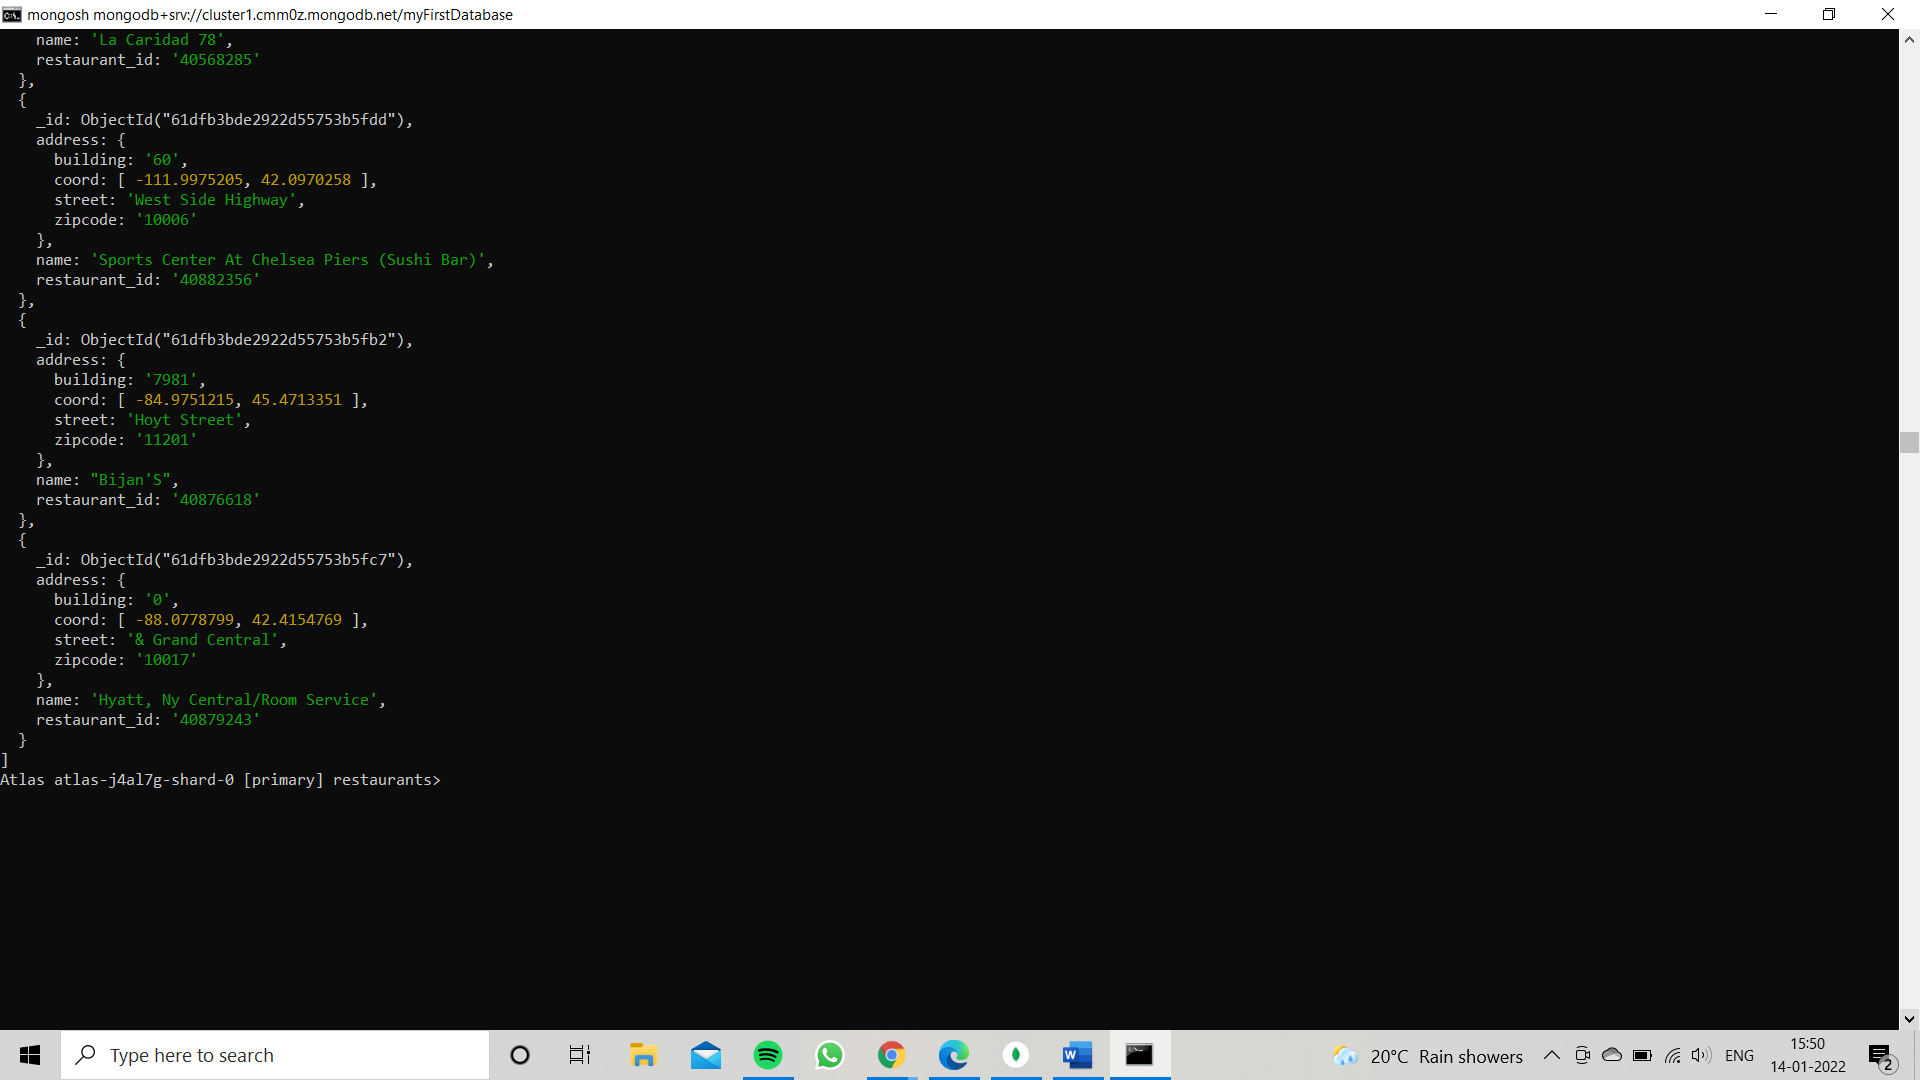 mongosh mongodb+srv://cluster1.cmm0z.mongodb.net/myFirstDatabase
    name: 'La Caridad 78',
    restaurant_id: '40568285'
  },
  {
    _id: ObjectId("61dfb3bde2922d55753b5fdd"),
    address: {
      building: '60',
      coord: [ -111.9975205, 42.0970258 ],
      street: 'West Side Highway',
      zipcode: '10006'
    },
    name: 'Sports Center At Chelsea Piers (Sushi Bar)',
    restaurant_id: '40882356'
  },
  {
    _id: ObjectId("61dfb3bde2922d55753b5fb2"),
    address: {
      building: '7981',
      coord: [ -84.9751215, 45.4713351 ],
      street: 'Hoyt Street',
      zipcode: '11201'
    },
    name: "Bijan'S",
    restaurant_id: '40876618'
  },
  {
    _id: ObjectId("61dfb3bde2922d55753b5fc7"),
    address: {
      building: '0',
      coord: [ -88.0778799, 42.4154769 ],
      street: '& Grand Central',
      zipcode: '10017'
    },
    name: 'Hyatt, Ny Central/Room Service',
    restaurant_id: '40879243'
  }
]
Atlas atlas-j4al7g-shard-0 [primary] restaurants>
Type here to search
20°C Rain showers
ENG
15:50
14-01-2022
2